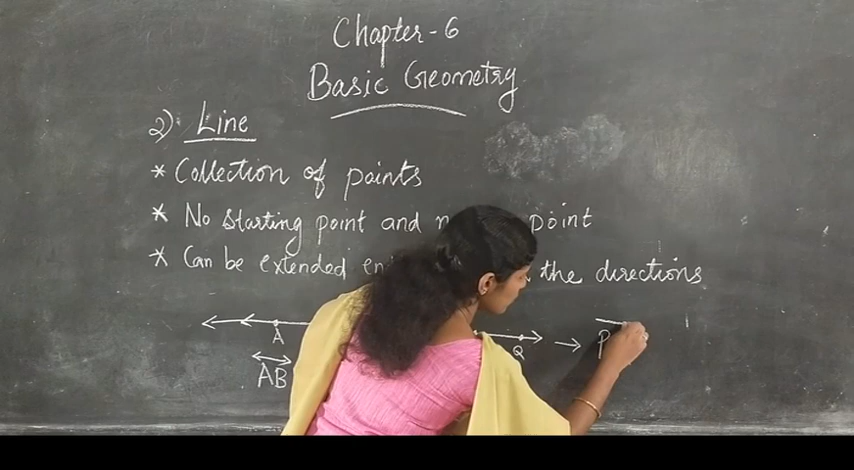 Chapter-6
Basic Geometry
2) Line
* Collection of points
* No starting point and point
* Can be extended the directions
A Q → P
AB